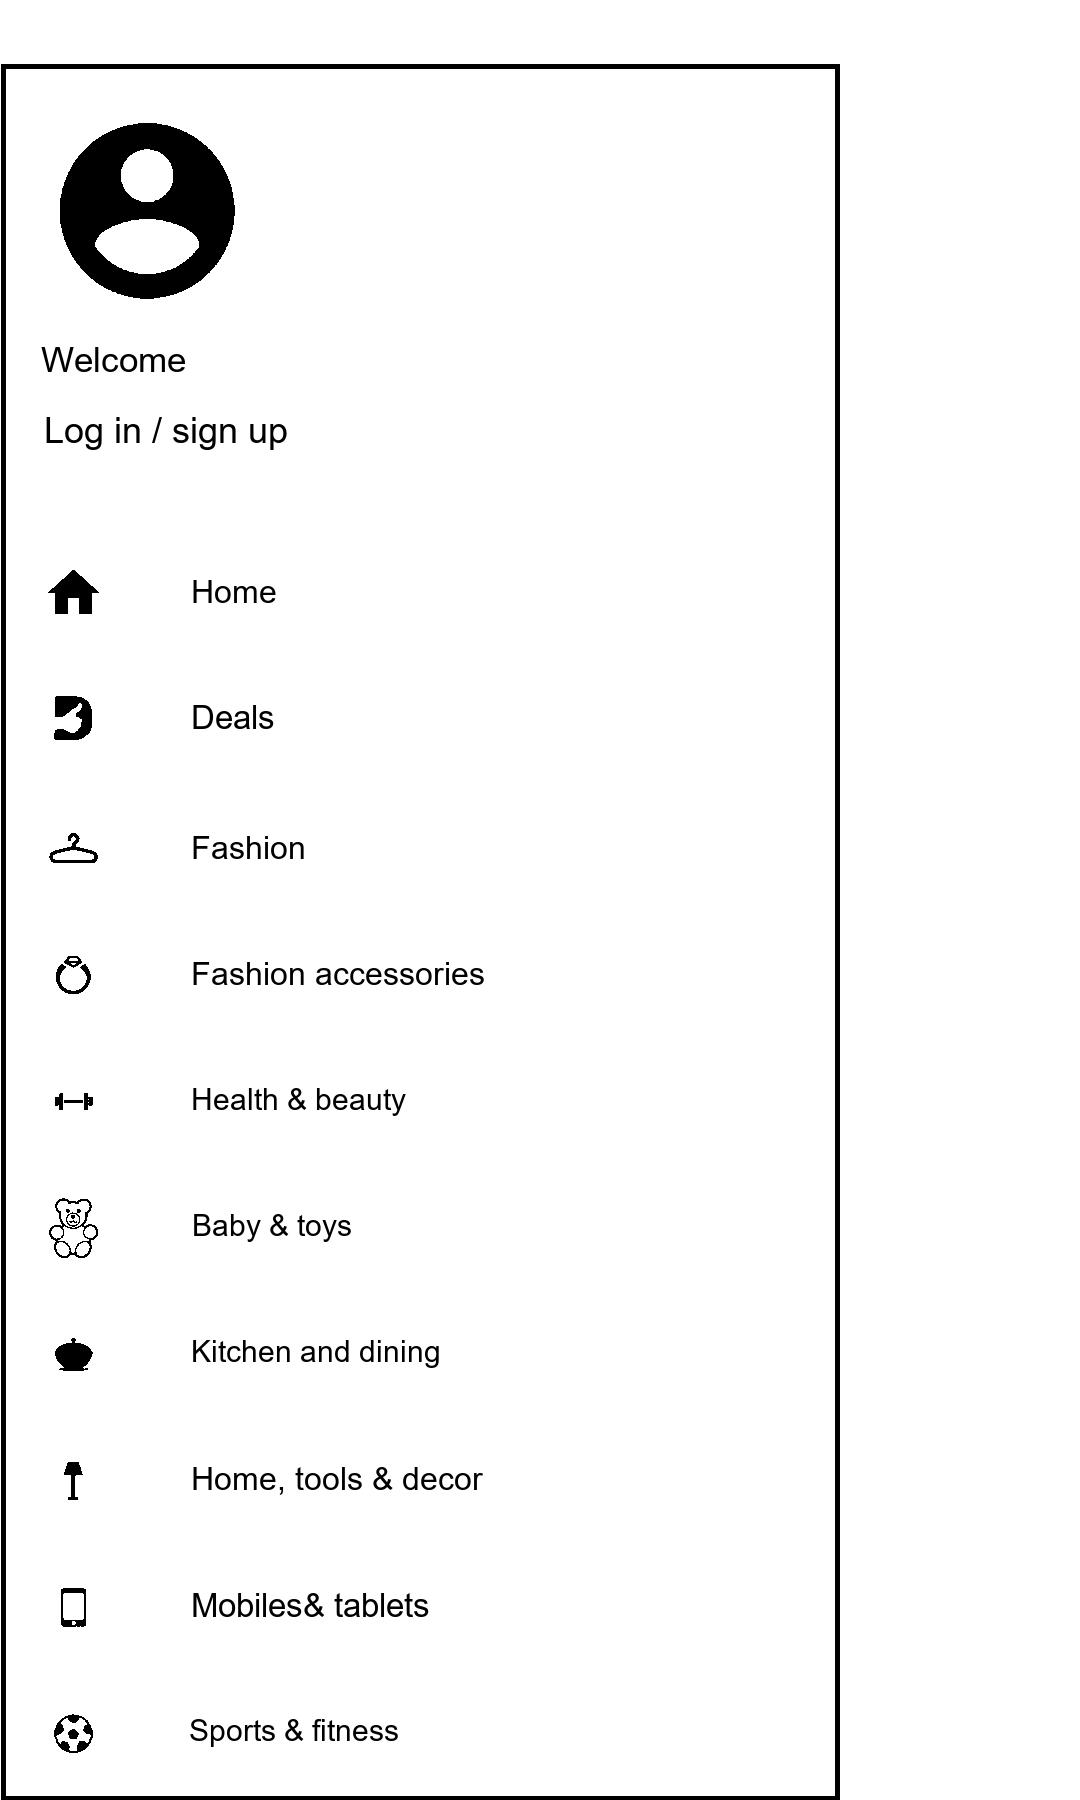 Welcome
Log in / sign up
Home
Deals
Fashion
Fashion accessories
Health & beauty
Baby & toys
Kitchen and dining
Home, tools & decor
Mobiles& tablets
Sports & fitness